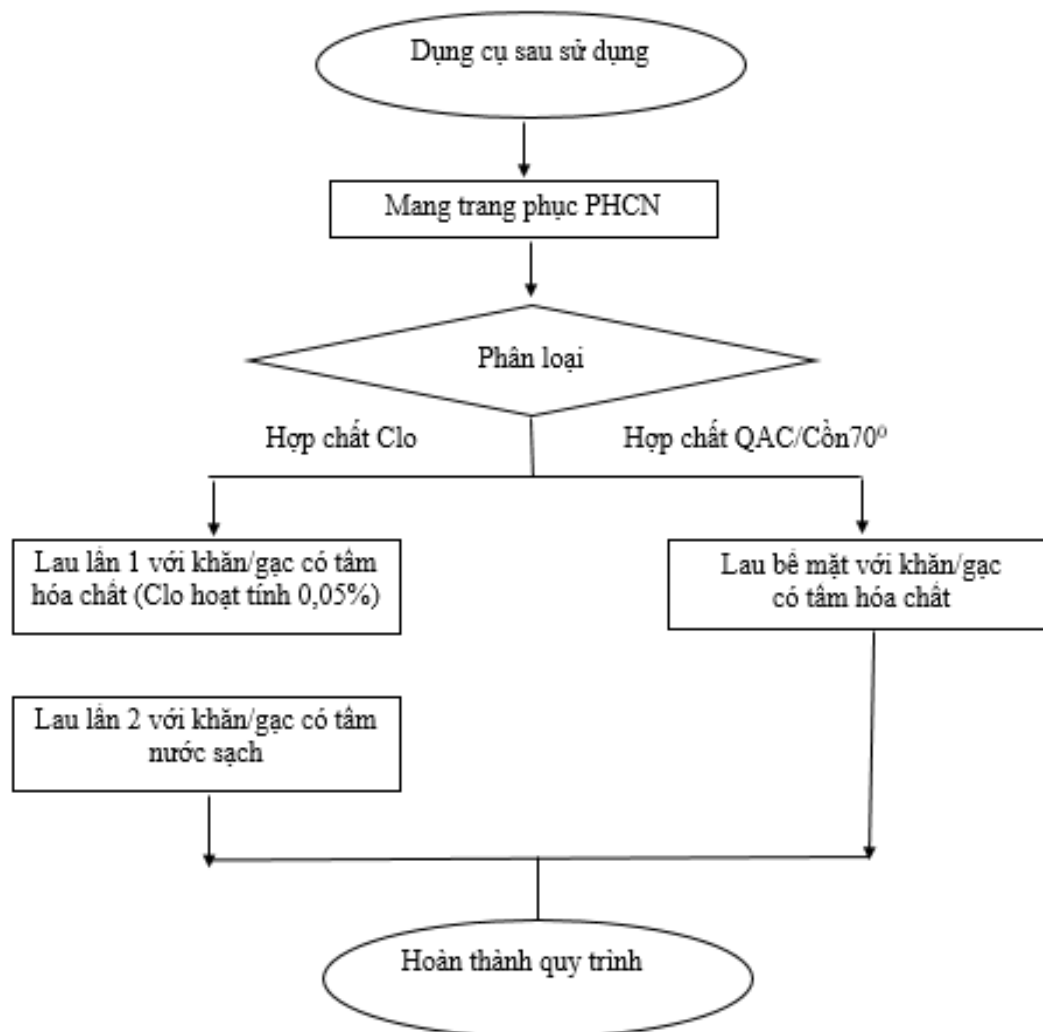 Dụng cụ sau sử dụng
Mang trang phục PHCN
Phân loại
Hợp chất Clo
Hợp chất QAC/Cồn70⁰
Lau lần 1 với khăn/gạc có tẩm
hóa chất (Clo hoạt tính 0,05%)
Lau bề mặt với khăn/gạc
có tẩm hóa chất
Lau lần 2 với khăn/gạc có tẩm
nước sạch
Hoàn thành quy trình